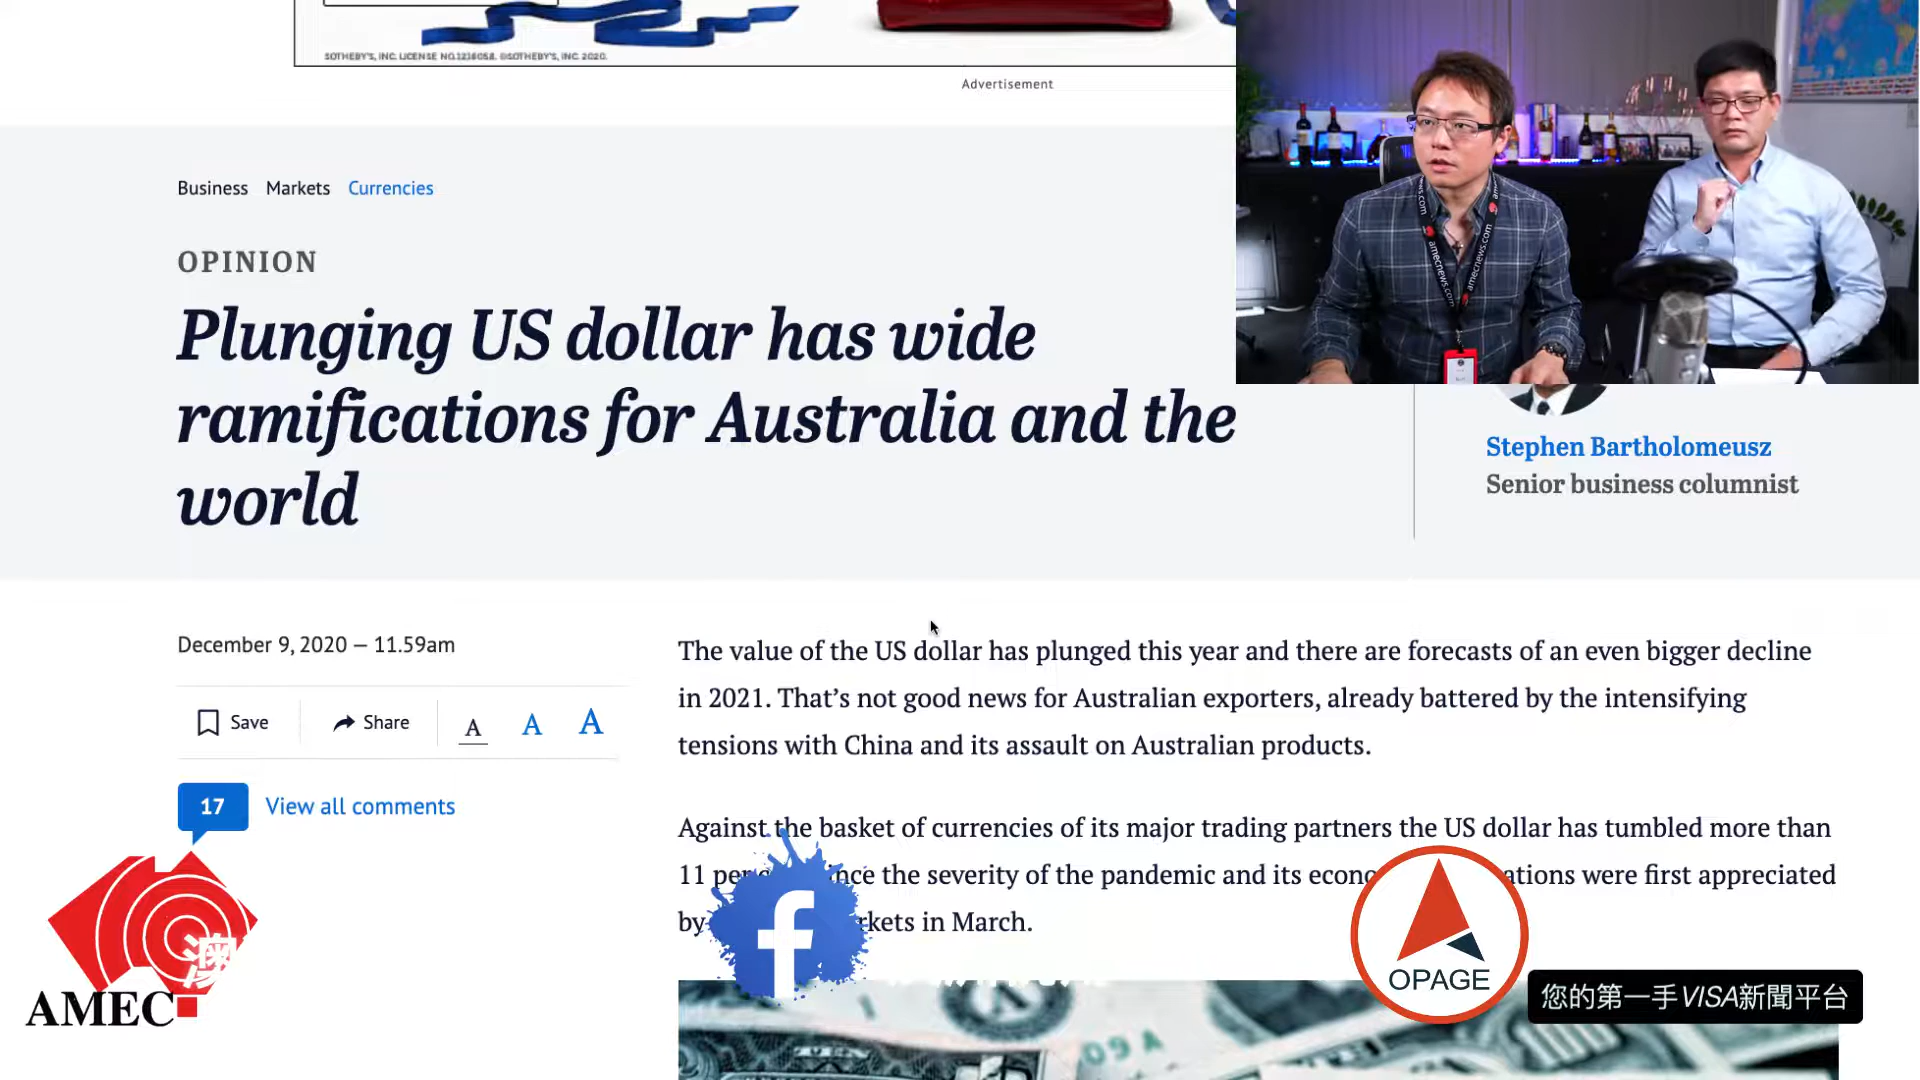 SOTHEBY'S, INC. LICENSE NO.1216058. ©SOTHEBY'S, INC. 2020.
Advertisement
Business Markets Currencies
OPINION
Plunging US dollar has wide
ramifications for Australia and the
world
amecnews.com
amecnews.com
Stephen Bartholomeusz
Senior business columnist
December 9, 2020 – 11.59am
Save Share A A A
17 View all comments
The value of the US dollar has plunged this year and there are forecasts of an even bigger decline
in 2021. That's not good news for Australian exporters, already battered by the intensifying
tensions with China and its assault on Australian products.
Against the basket of currencies of its major trading partners the US dollar has tumbled more than
11 the severity of the pandemic and its were first appreciated
by in March.
澳
AMEC
f
OPAGE
您的第一手VISA新聞平台